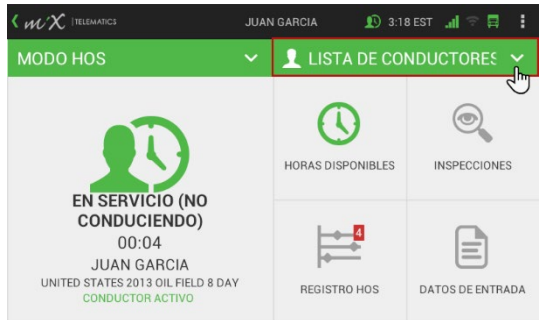 mi'X TELEMATICS JUAN GARCIA 3:18 EST
MODO HOS
LISTA DE CONDUCTORES
EN SERVICIO (NO
CONDUCIENDO)
00:04
JUAN GARCIA
UNITED STATES 2013 OIL FIELD 8 DAY
CONDUCTOR ACTIVO
HORAS DISPONIBLES
INSPECCIONES
4
REGISTRO HOS
DATOS DE ENTRADA